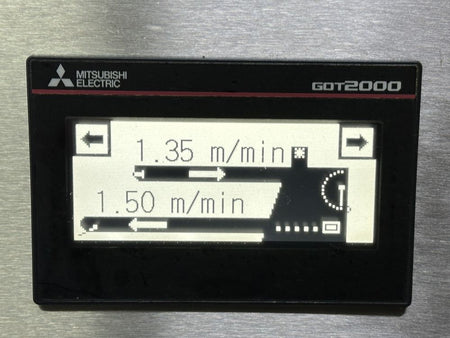 MITSUBISHI
ELECTRIC
GOT2000
1.35 m/min
1.50 m/min